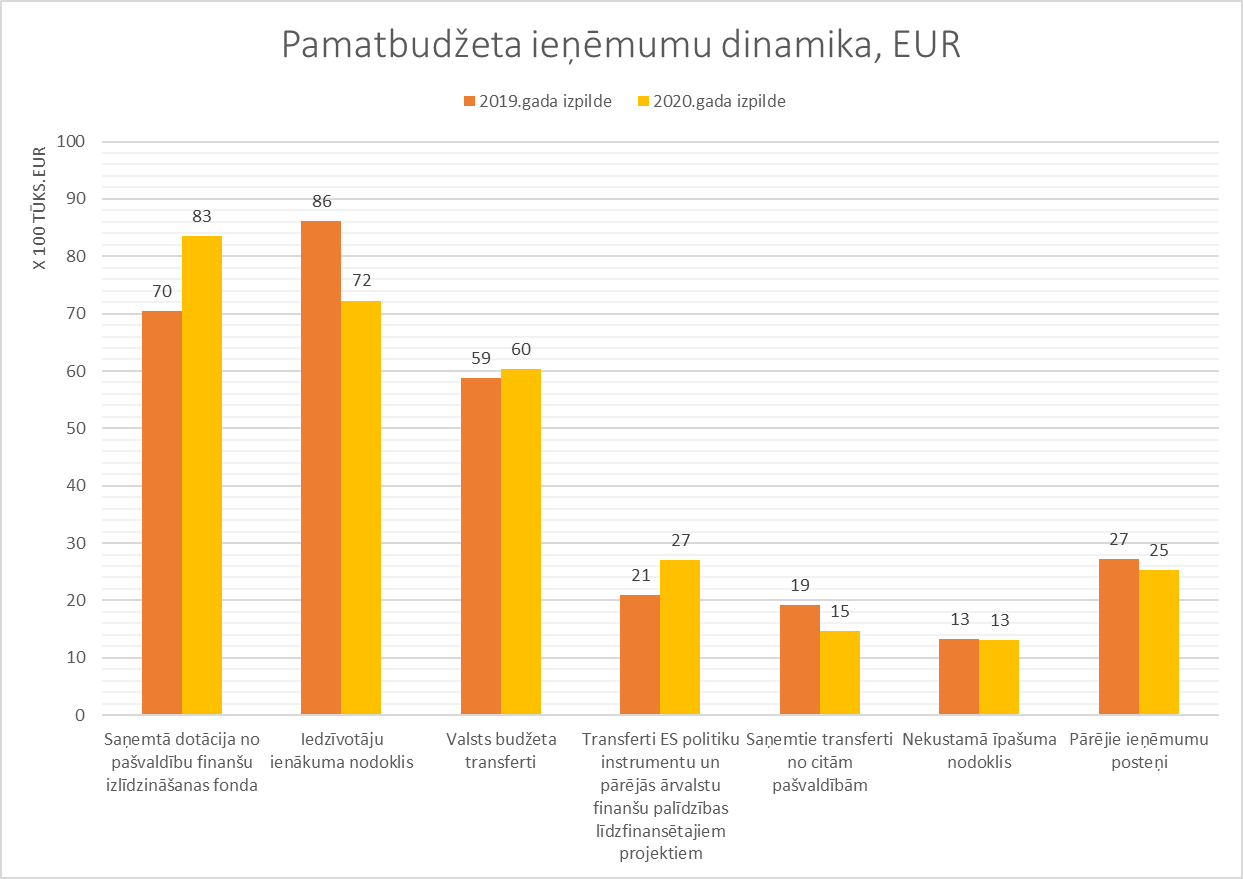 Pamatbudžeta ieņēmumu dinamika, EUR
2019.gada izpilde
2020.gada izpilde
X 100 TŪKS.EUR
100
90
80
70
60
50
40
30
20
10
0
70
83
86
72
59
60
21
27
19
15
13
13
27
25
Saņemtā dotācija no
pašvaldību finanšu
izlīdzināšanas fonda
Iedzīvotāju
ienākuma nodoklis
Valsts budžeta
transferti
Transferti ES politiku
instrumentu un
pārējās ārvalstu
finanšu palīdzības
līdzfinansētajiem
projektiem
Saņemtie transferti
no citām
pašvaldībām
Nekustamā īpašuma
nodoklis
Pārējie ieņēmumu
posteņi